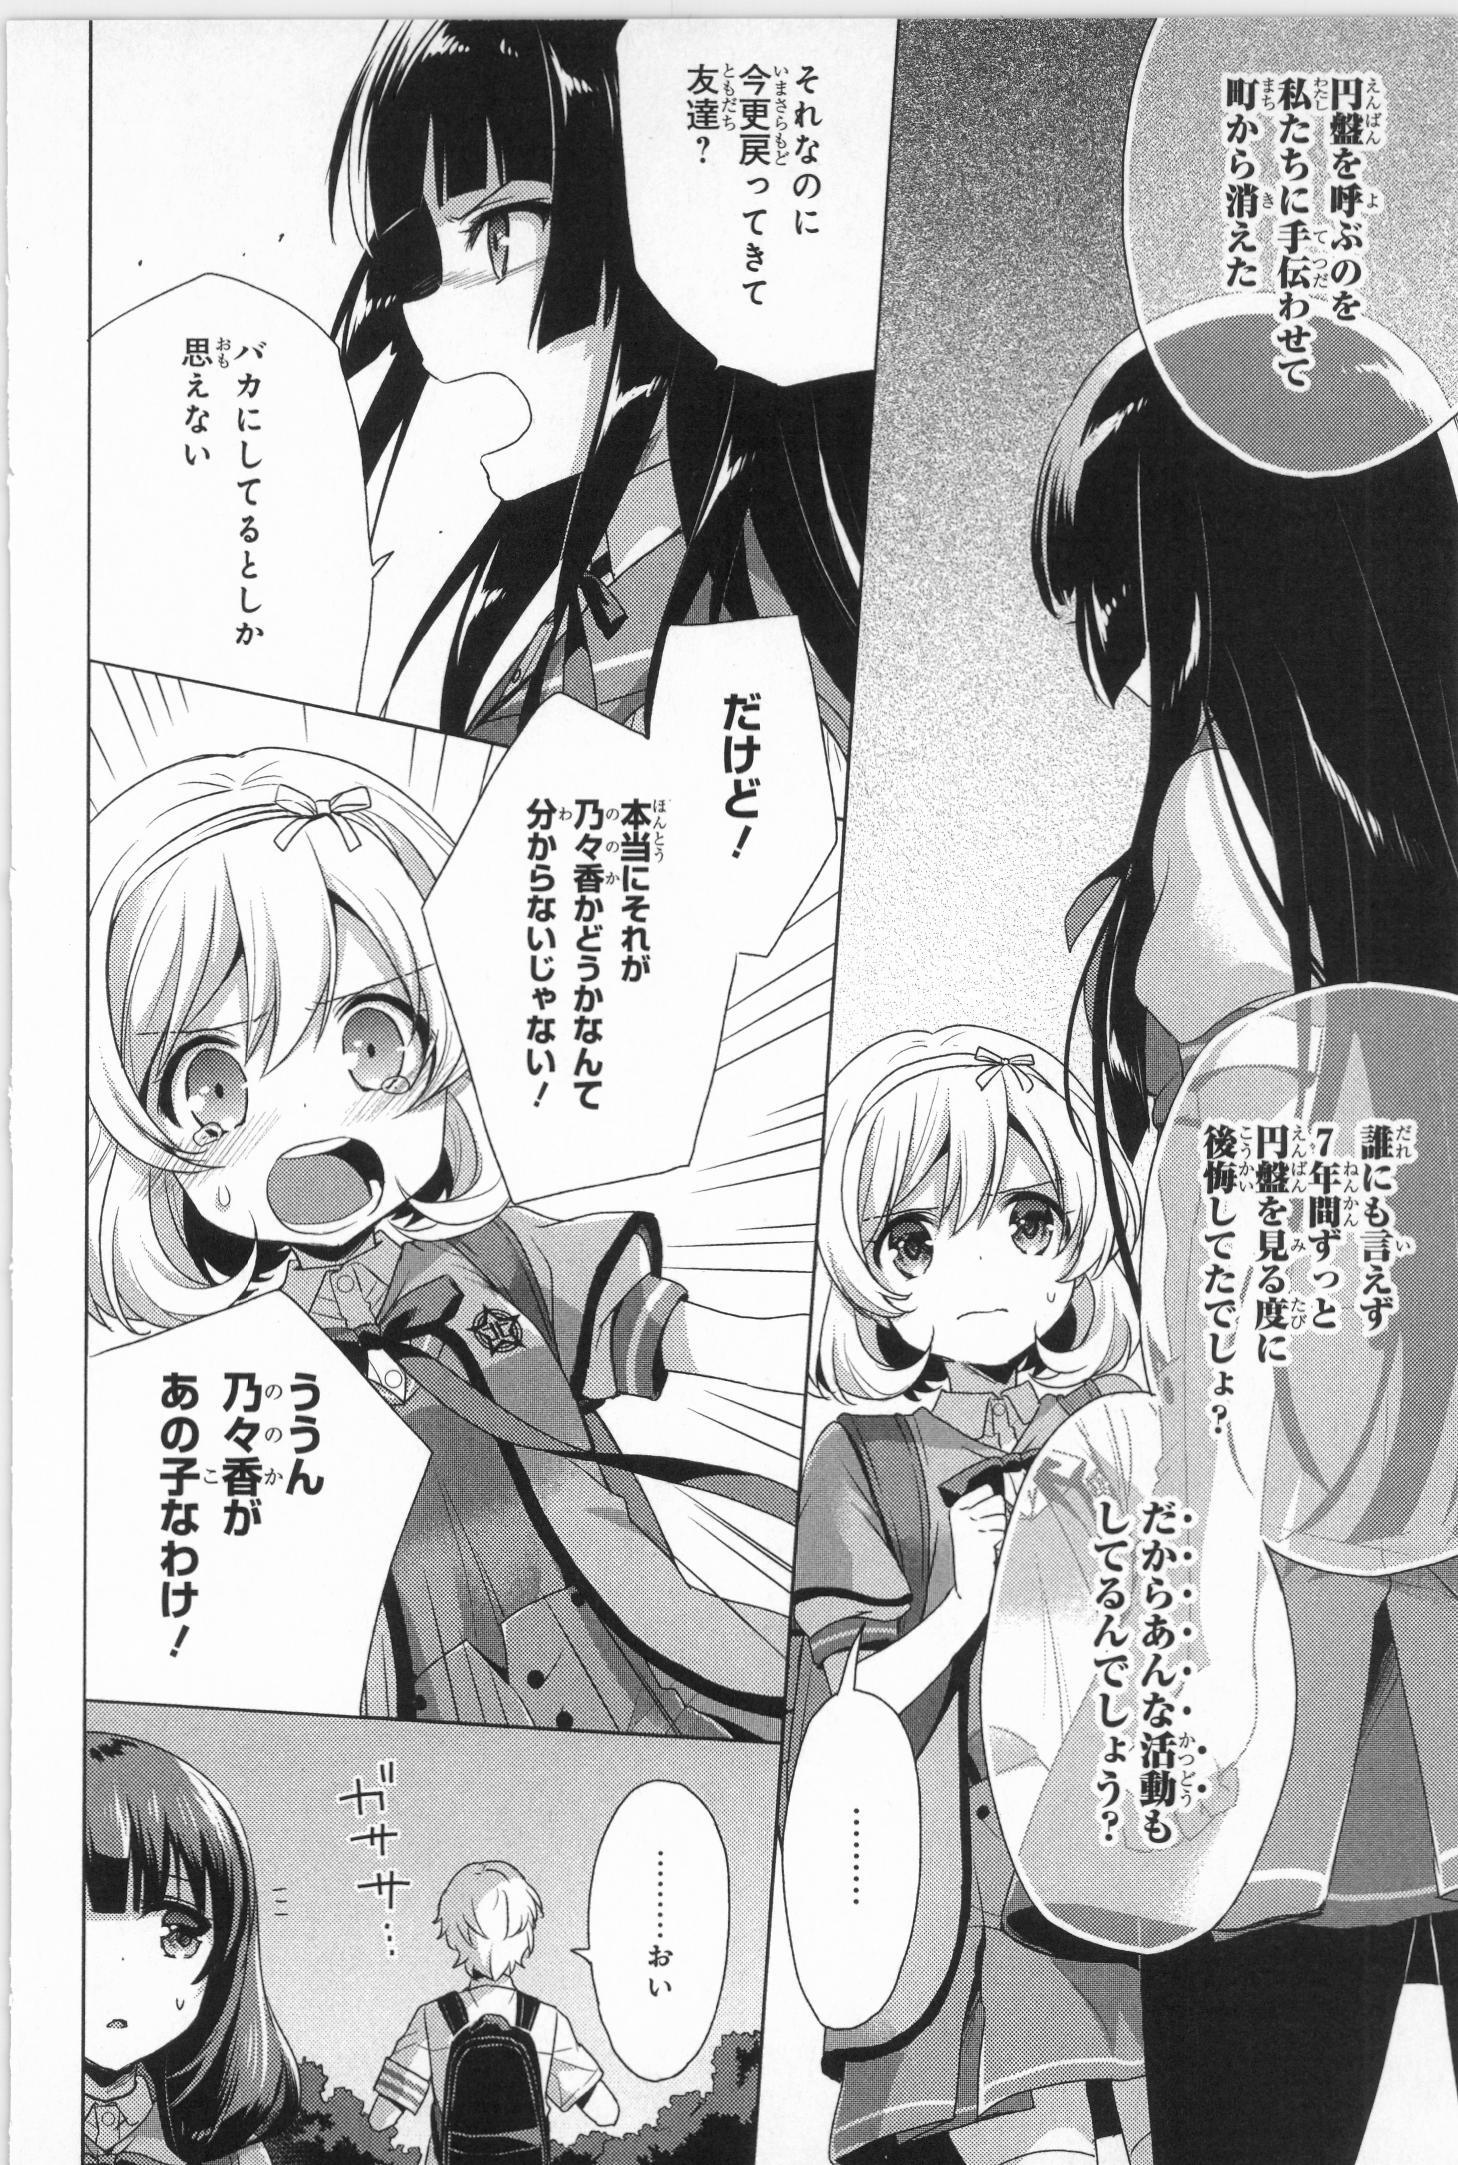 円盤を呼ぶのを
私たちに手伝わせて
町から消えた
誰にも言えず
7年間ずっと
円盤を見る度に
後悔してたでしょ?
だからあんな活動も
してるんでしょう?
………
それなのに
今更戻ってきて
友達?
バカにしてるとしか
思えない
だけど!
本当にそれが
乃々香かどうかなんて
分からないじゃない!
ううん
乃々香が
あの子なわけ!
………おい
ガササ…